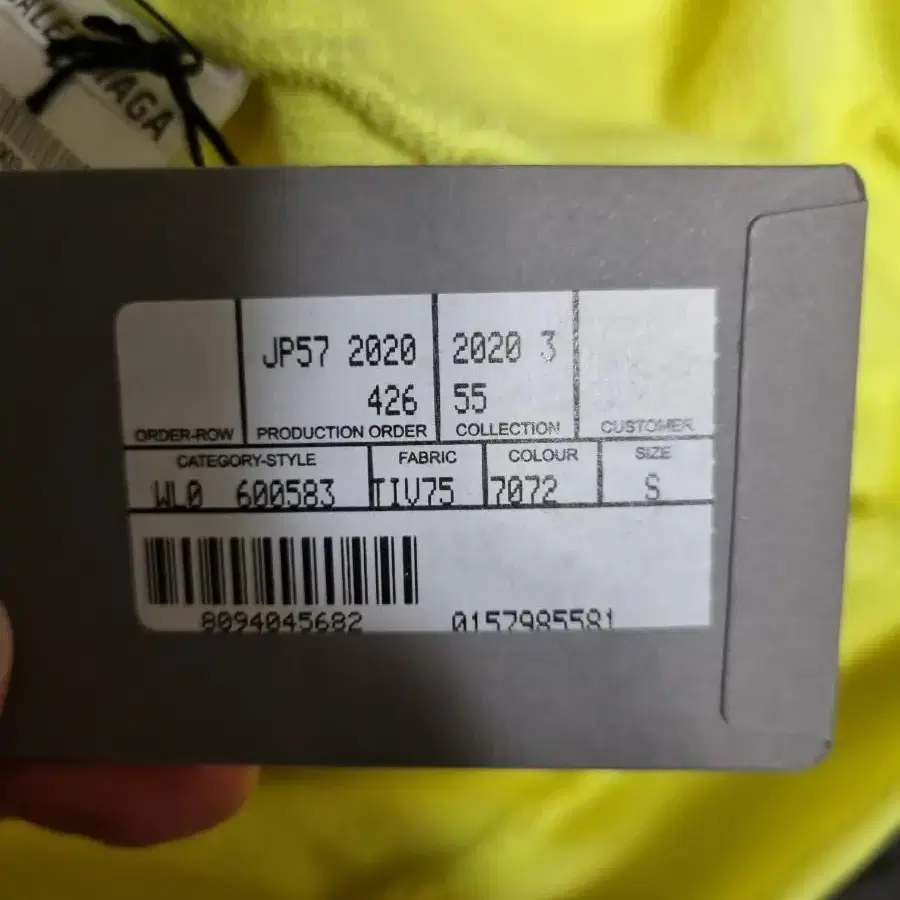 BALENCIAGA
JP57 2020 2020 3
426 55
ORDER-ROW PRODUCTION ORDER COLLECTION CUSTOMER
CATEGORY-STYLE FABRIC COLOUR SIZE
WL0 600583 TIV75 7072 S
8094045682 0157985581